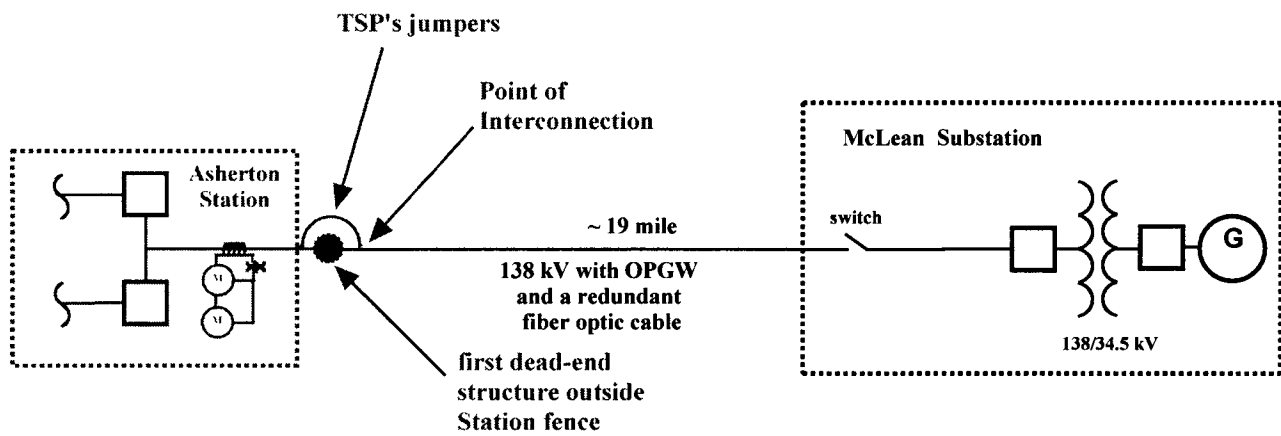 TSP's jumpers
Point of
Interconnection
Asherton
Station
M
M
first dead-end
structure outside
Station fence
~ 19 mile
138 kV with OPGW
and a redundant
fiber optic cable
McLean Substation
switch
G
138/34.5 kV